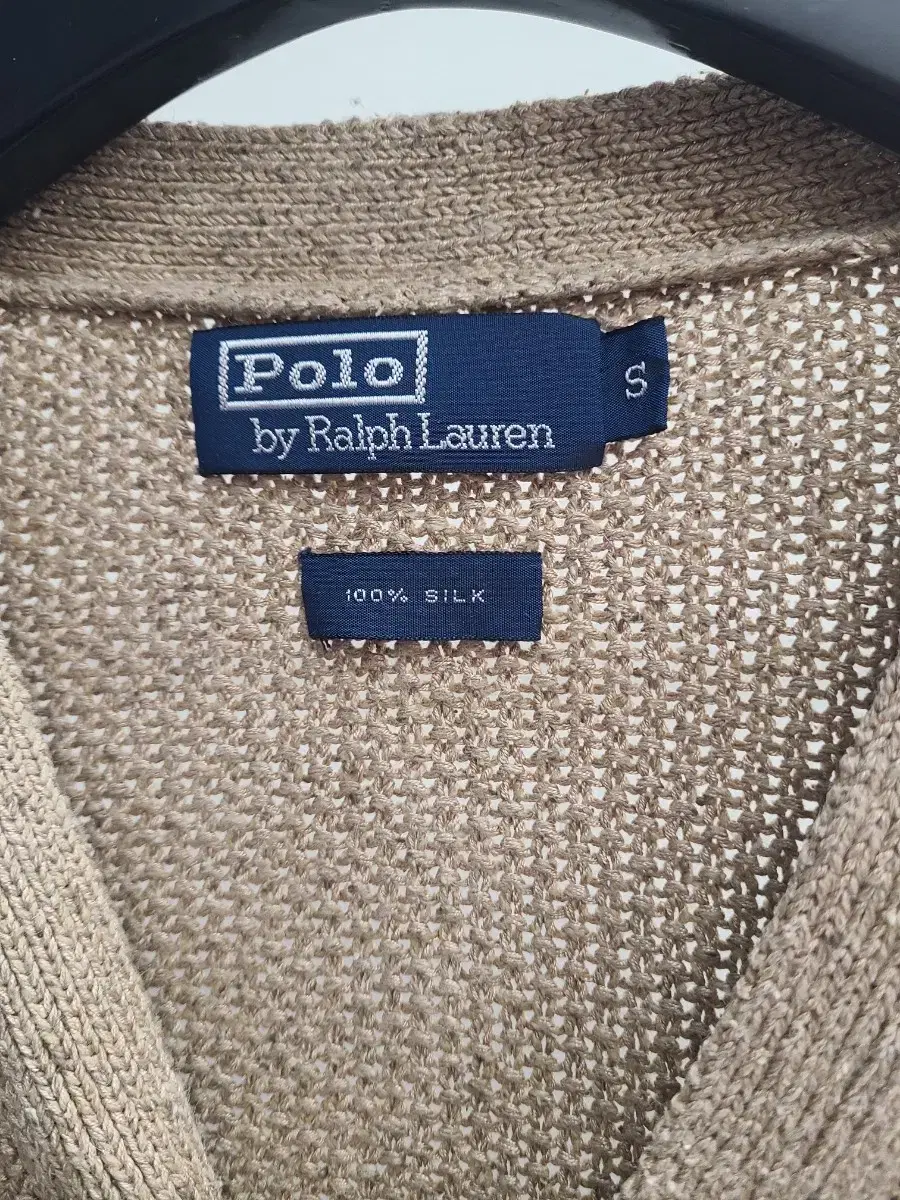 Polo
by Ralph Lauren
S
100% SILK